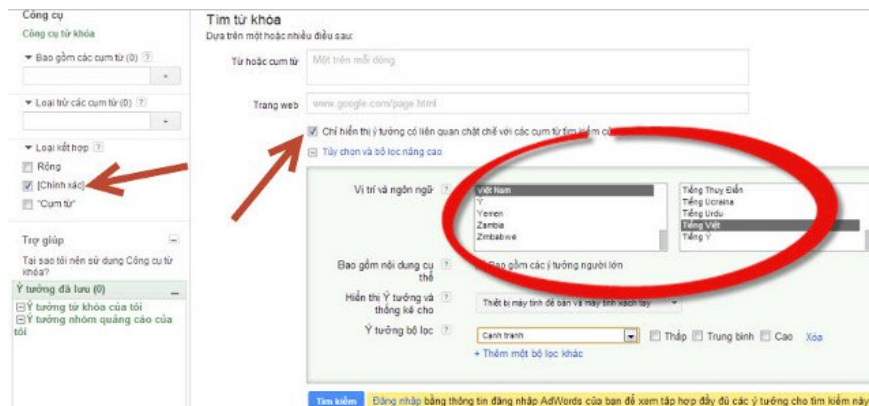 Công cụ
Công cụ từ khóa
Bao gồm các cụm từ (0) ?
+
Loại trừ các cụm từ (0) ?
+
Loại kết hợp ?
Rộng
[Chính xác]
"Cụm từ"
Trợ giúp
Tại sao tôi nên sử dụng Công cụ từ
khóa?
Ý tưởng đã lưu (0)
Ý tưởng từ khóa của tôi
Ý tưởng nhóm quảng cáo của
tôi
Tìm từ khóa
Dựa trên một hoặc nhiều điều sau:
Từ hoặc cụm từ
Một trên mỗi dòng
Trang web
www.google.com/page.html
Chỉ hiển thị ý tưởng có liên quan chặt chẽ với các cụm từ tìm kiếm
Tùy chọn và bộ lọc nâng cao
Vị trí và ngôn ngữ ?
Việt Nam
Ý
Yemen
Zambia
Zimbabwe
Tiếng Thụy Điển
Tiếng Ucraina
Tiếng Urdu
Tiếng Việt
Tiếng Ý
Bao gồm nội dung cụ ?
thể
Bao gồm các ý tưởng người lớn
Hiển thị Ý tưởng và ?
thống kê cho
Thiết bị máy tính để bàn và máy tính xách tay
Ý tưởng bộ lọc ?
Cạnh tranh
Thấp
Trung bình
Cao
Xóa
+ Thêm một bộ lọc khác
Tìm kiếm
Đăng nhập bằng thông tin đăng nhập AdWords của bạn để xem tập hợp đầy đủ các ý tưởng cho tìm kiếm này